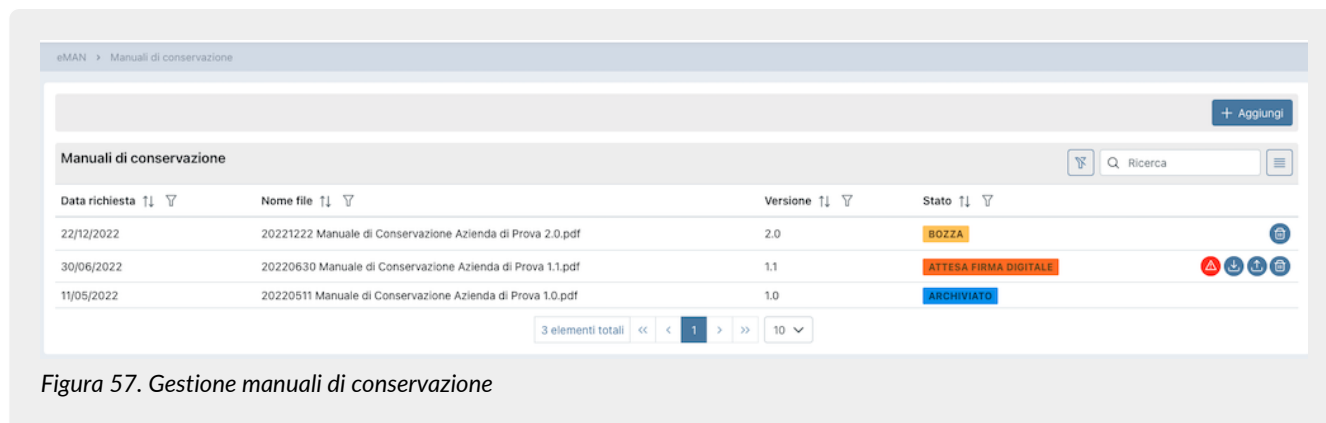 eMAN > Manuali di conservazione
+ Aggiungi
Manuali di conservazione
Ricerca
Data richiesta Nome file Versione Stato
22/12/2022 20221222 Manuale di Conservazione Azienda di Prova 2.0.pdf 2.0 BOZZA
30/06/2022 20220630 Manuale di Conservazione Azienda di Prova 1.1.pdf 1.1 ATTESA FIRMA DIGITALE
11/05/2022 20220511 Manuale di Conservazione Azienda di Prova 1.0.pdf 1.0 ARCHIVIATO
3 elementi totali « < 1 > » 10
Figura 57. Gestione manuali di conservazione